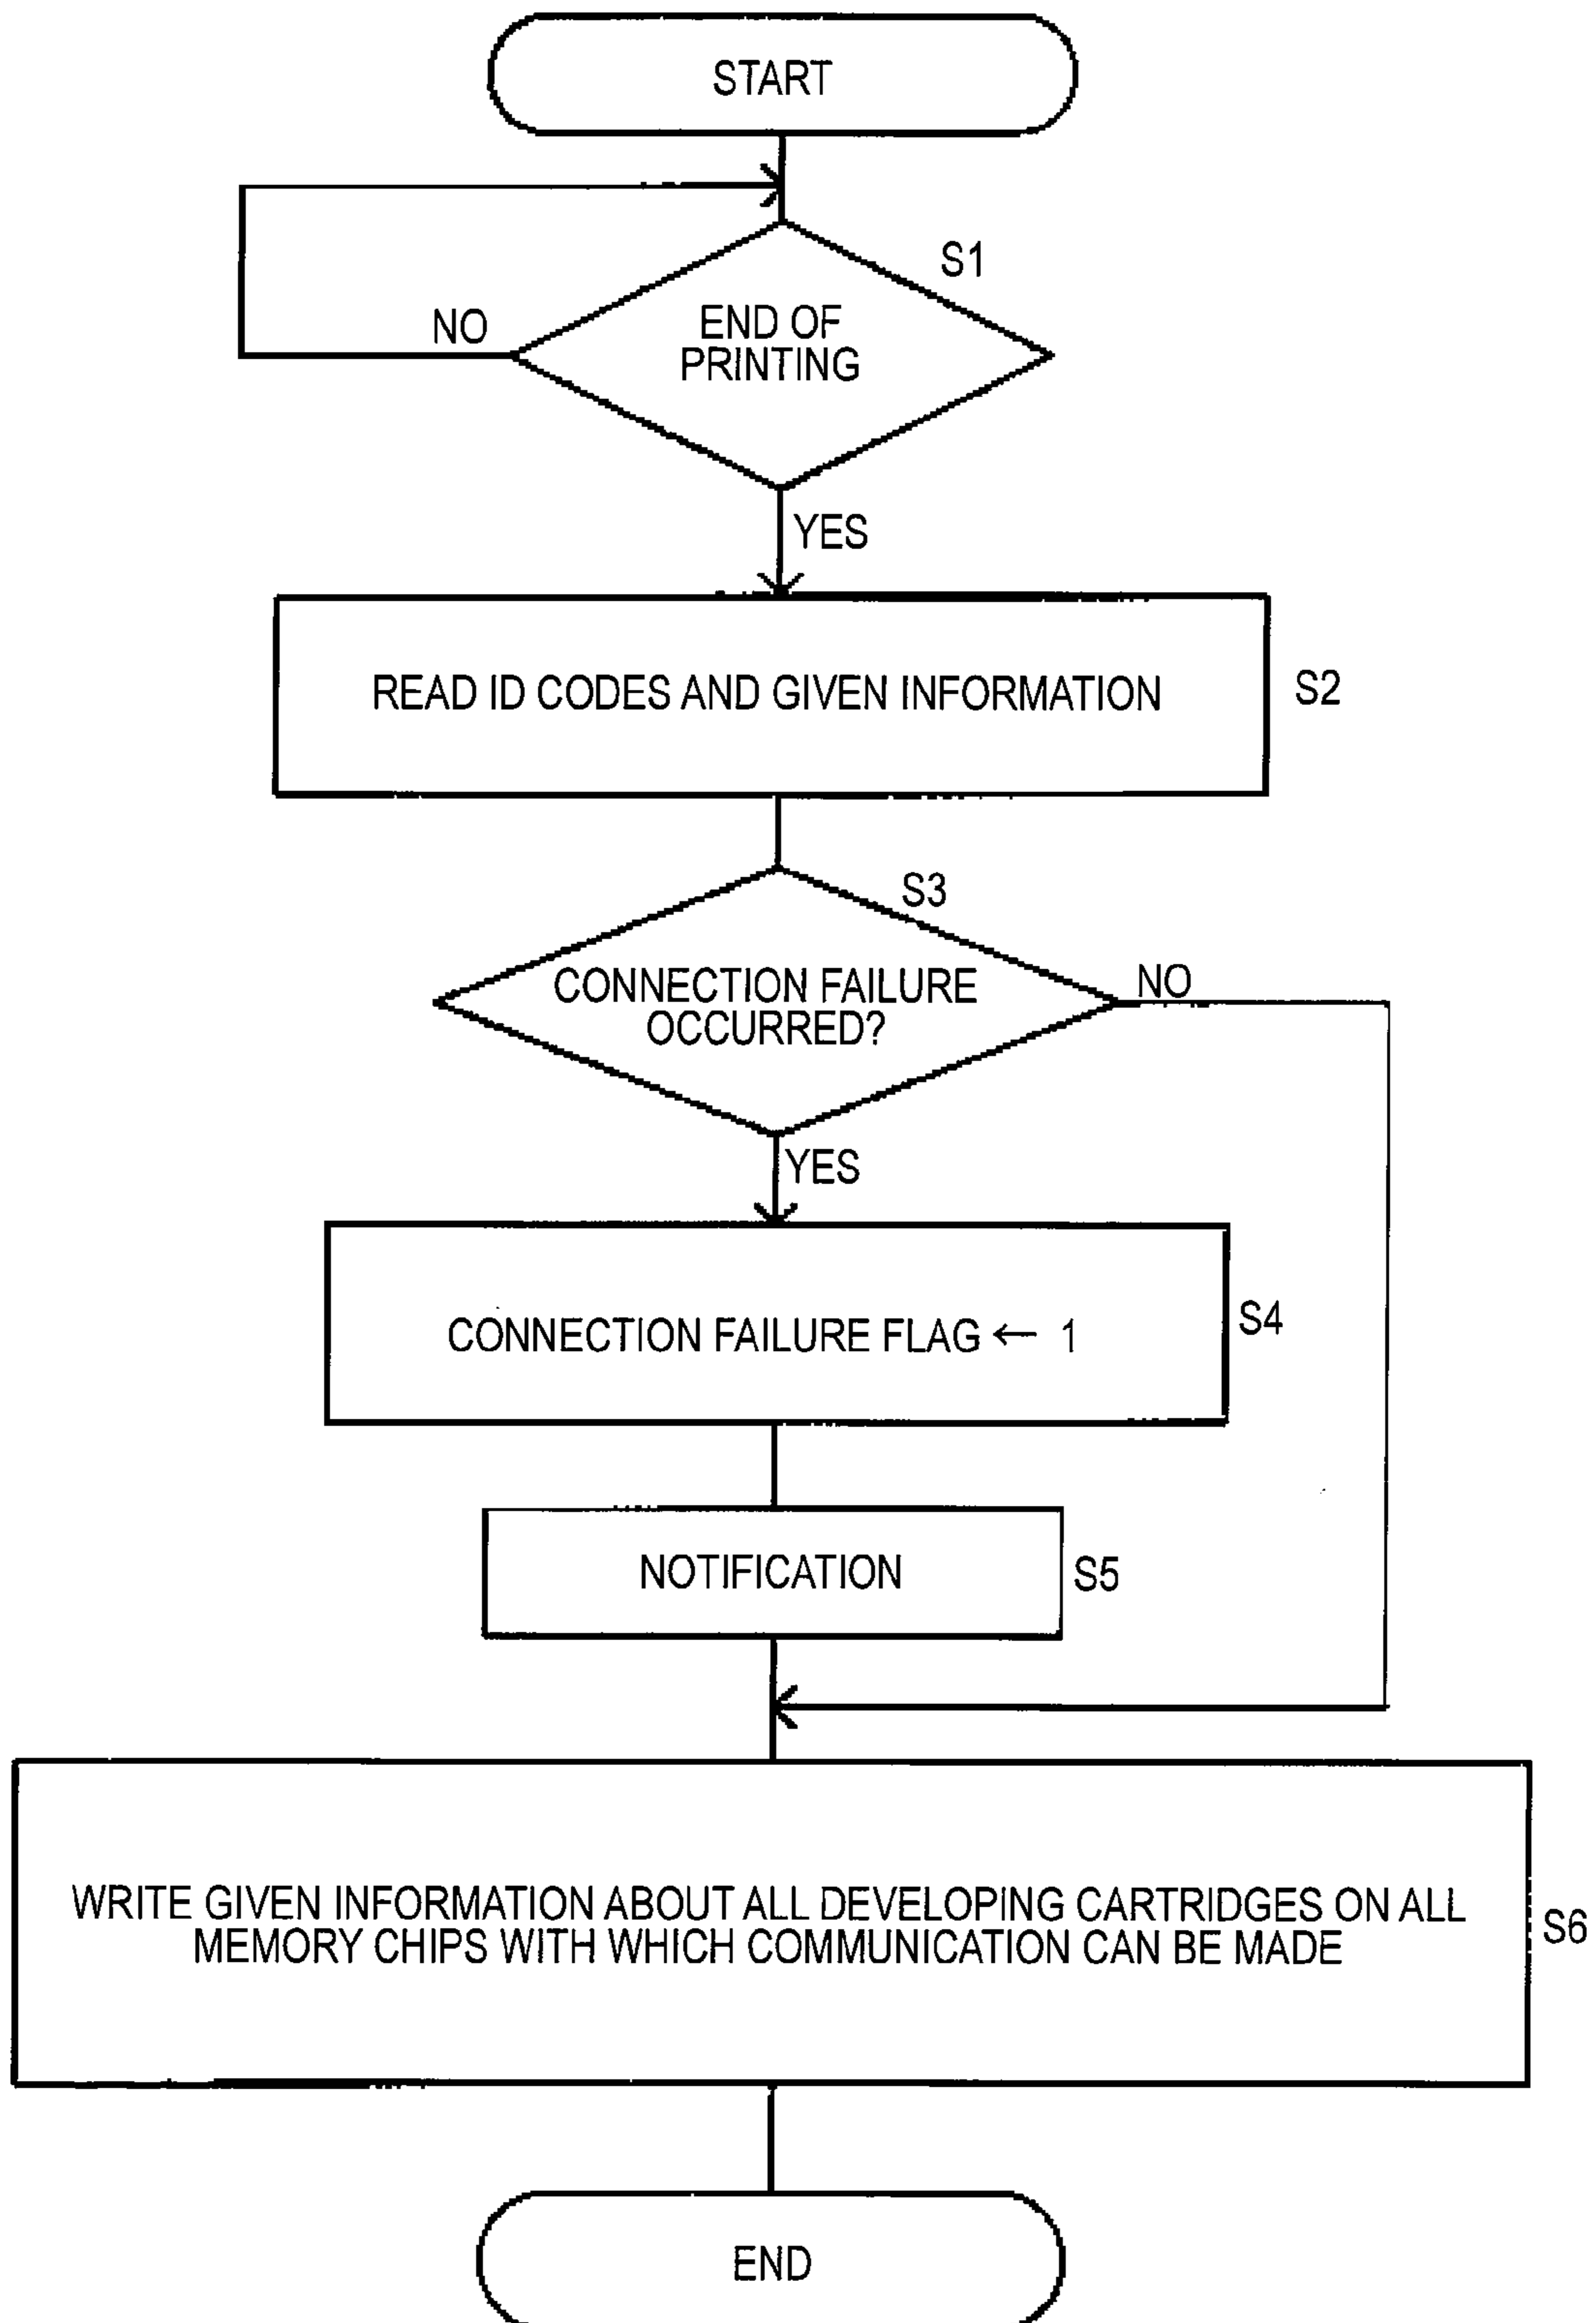 START
S1
NO
END OF
PRINTING
YES
READ ID CODES AND GIVEN INFORMATION
S2
S3
CONNECTION FAILURE
OCCURRED?
NO
YES
CONNECTION FAILURE FLAG ← 1
S4
NOTIFICATION
S5
WRITE GIVEN INFORMATION ABOUT ALL DEVELOPING CARTRIDGES ON ALL
MEMORY CHIPS WITH WHICH COMMUNICATION CAN BE MADE
S6
END